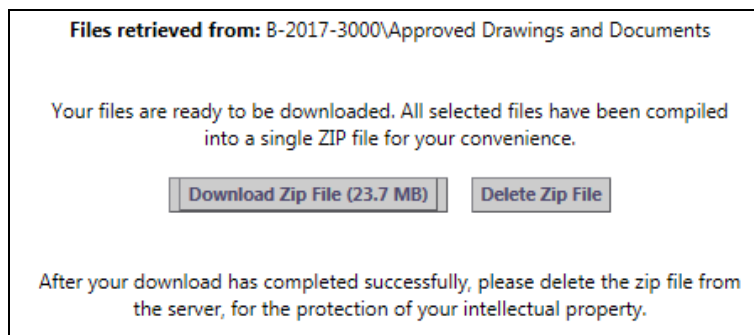 Files retrieved from: B-2017-3000\Approved Drawings and Documents
Your files are ready to be downloaded. All selected files have been compiled
into a single ZIP file for your convenience.
Download Zip File (23.7 MB) Delete Zip File
After your download has completed successfully, please delete the zip file from
the server, for the protection of your intellectual property.